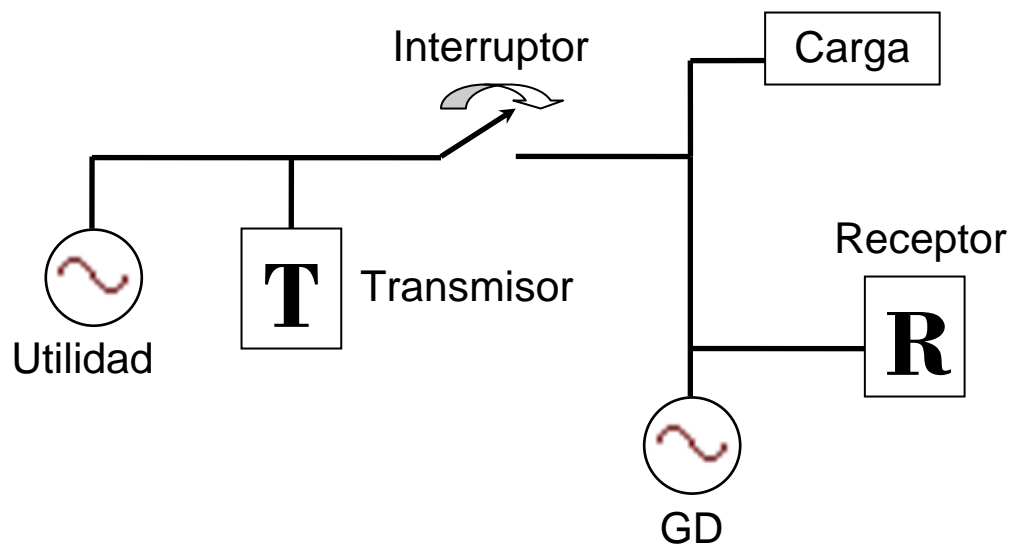 Interruptor
Carga
T
Transmisor
Utilidad
Receptor
R
GD